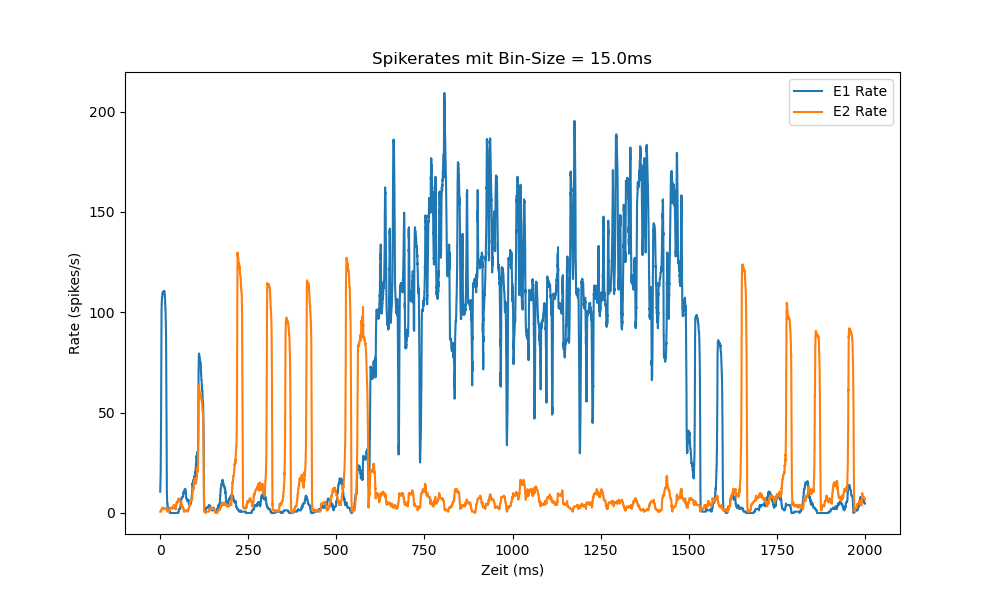 Spikerates mit Bin-Size = 15.0ms
E1 Rate
E2 Rate
Rate (spikes/s)
200
150
100
50
0
0 250 500 750 1000 1250 1500 1750 2000
Zeit (ms)